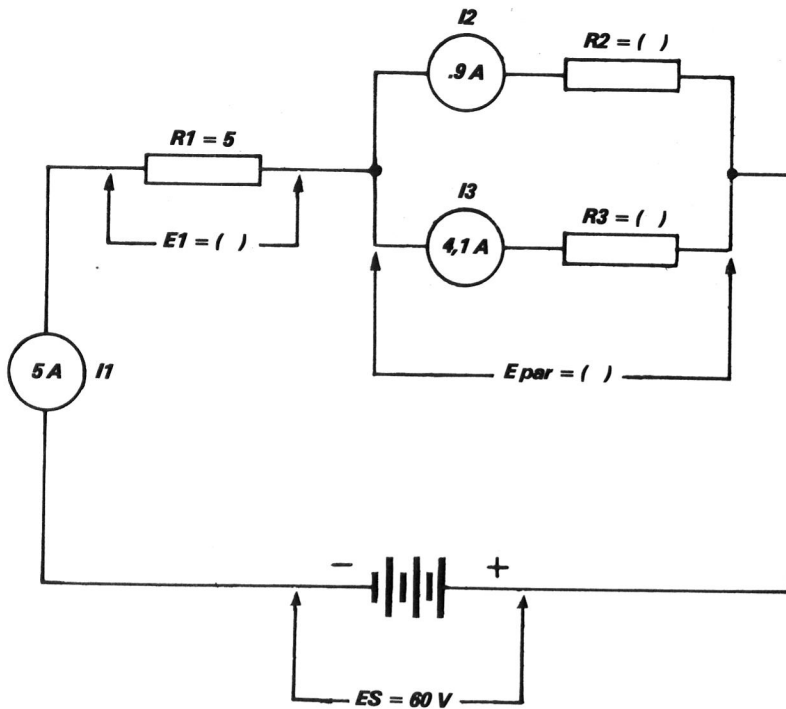 I2
.9 A
R2 = ( )
R1 = 5
E1 = ( )
I3
4,1 A
R3 = ( )
E par = ( )
5 A
I1
− +
ES = 60 V